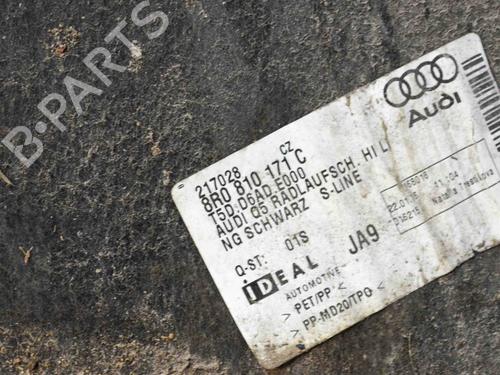 B-PARTS
Audi
217028 CZ
8R0 810 171 C
T5D.D6AD.E000
AUDI Q5 RADLAUFSCH. HI LI
NG SCHWARZ S-LINE
Q-ST: 01S
JA9
IDEAL
AUTOMOTIVE
> PET/PP <
> PP-MD20/TPO <